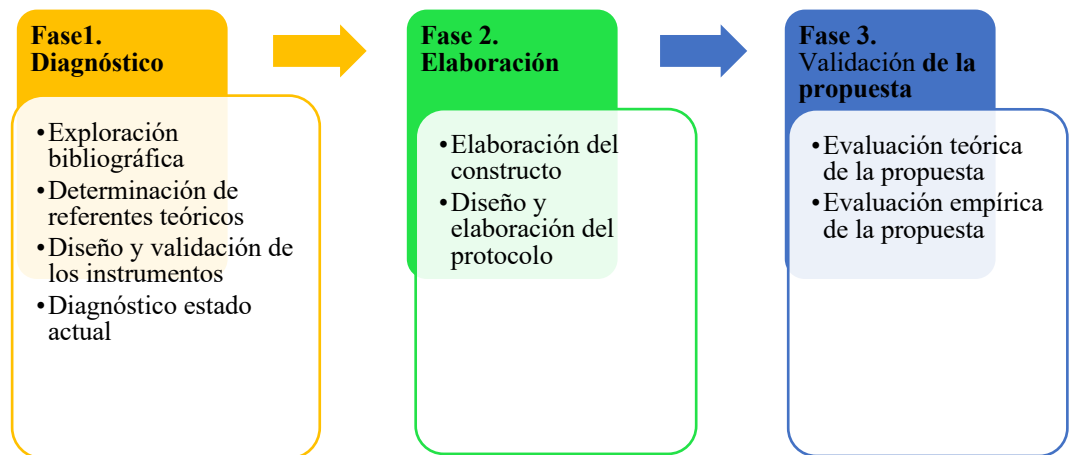 Fase1.
Diagnóstico
•Exploración
bibliográfica
•Determinación de
referentes teóricos
•Diseño y validación de
los instrumentos
•Diagnóstico estado
actual
Fase 2.
Elaboración
•Elaboración del
constructo
•Diseño y
elaboración del
protocolo
Fase 3.
Validación de la
propuesta
•Evaluación teórica
de la propuesta
•Evaluación empírica
de la propuesta